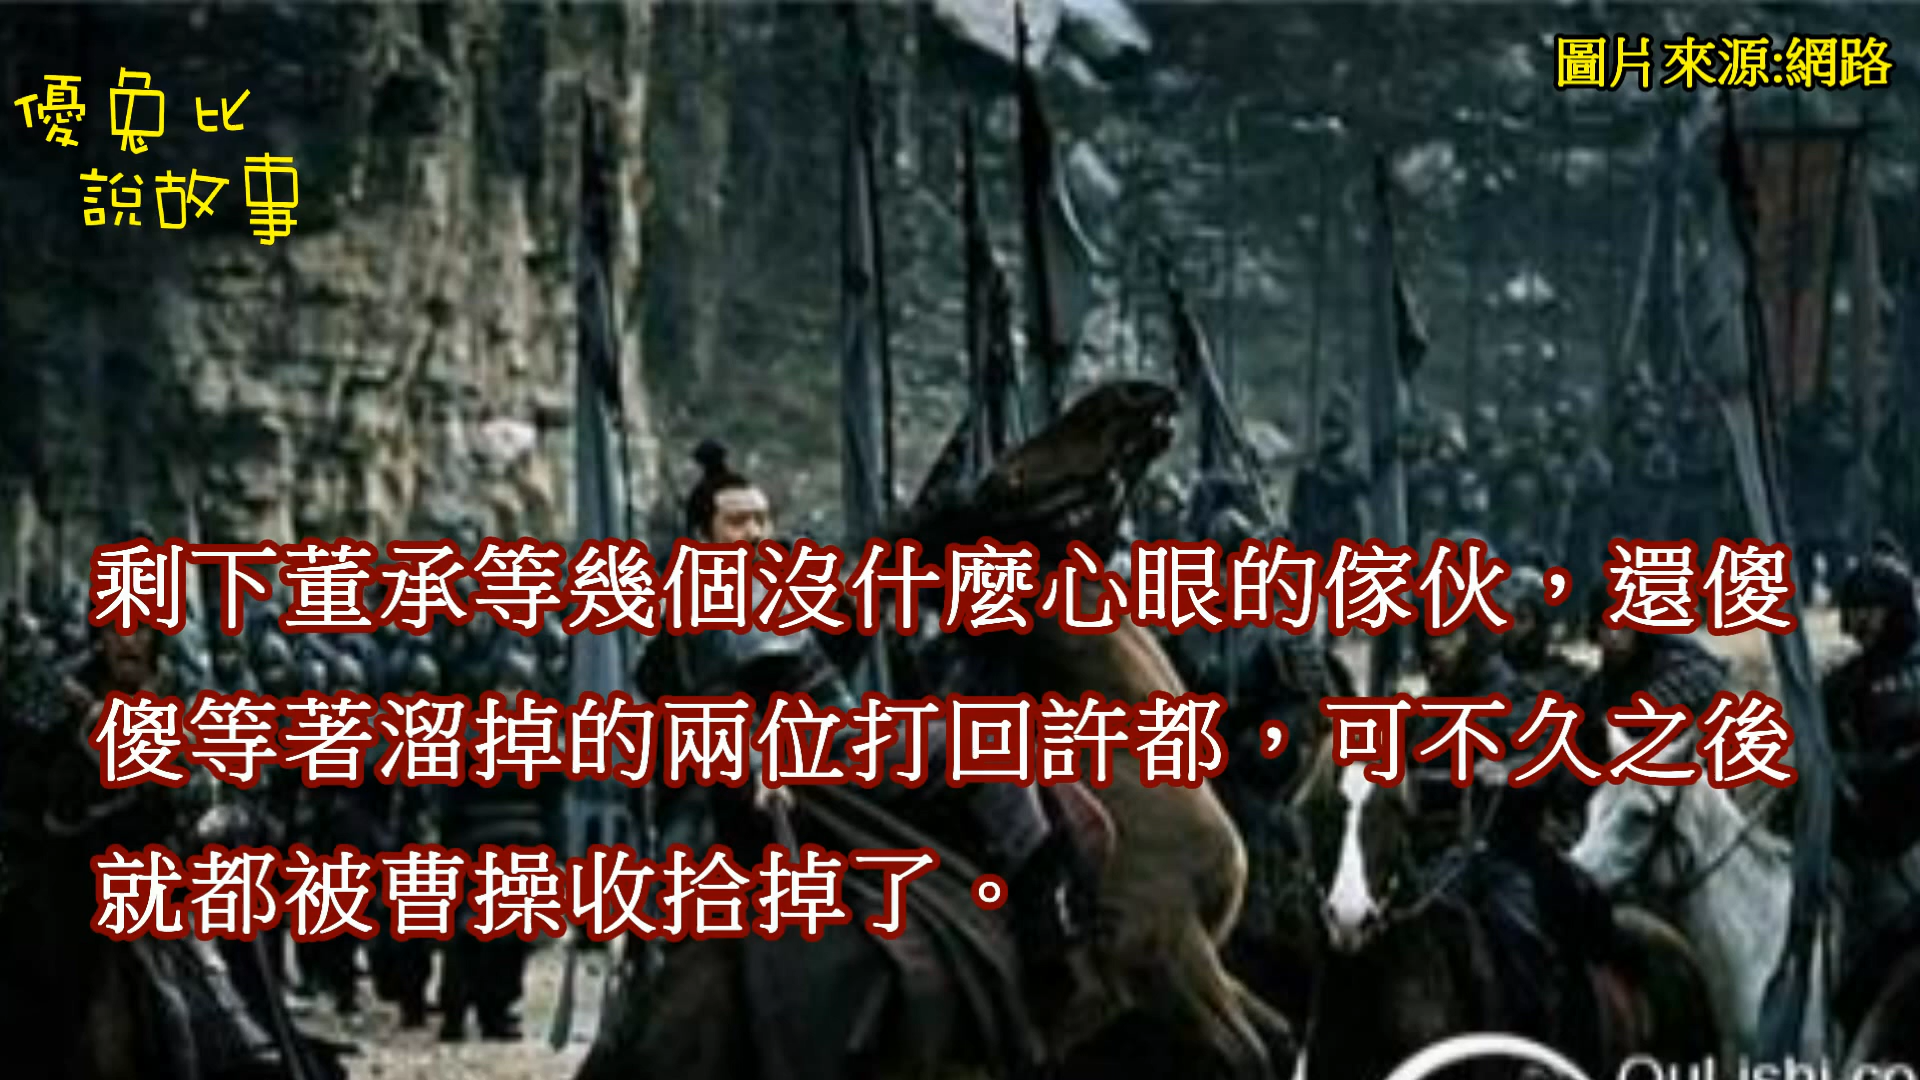 圖片來源:網路
優兔比
說故事
剩下董承等幾個沒什麼心眼的傢伙，還傻
傻等著溜掉的兩位打回許都，可不久之後
就都被曹操收拾掉了。